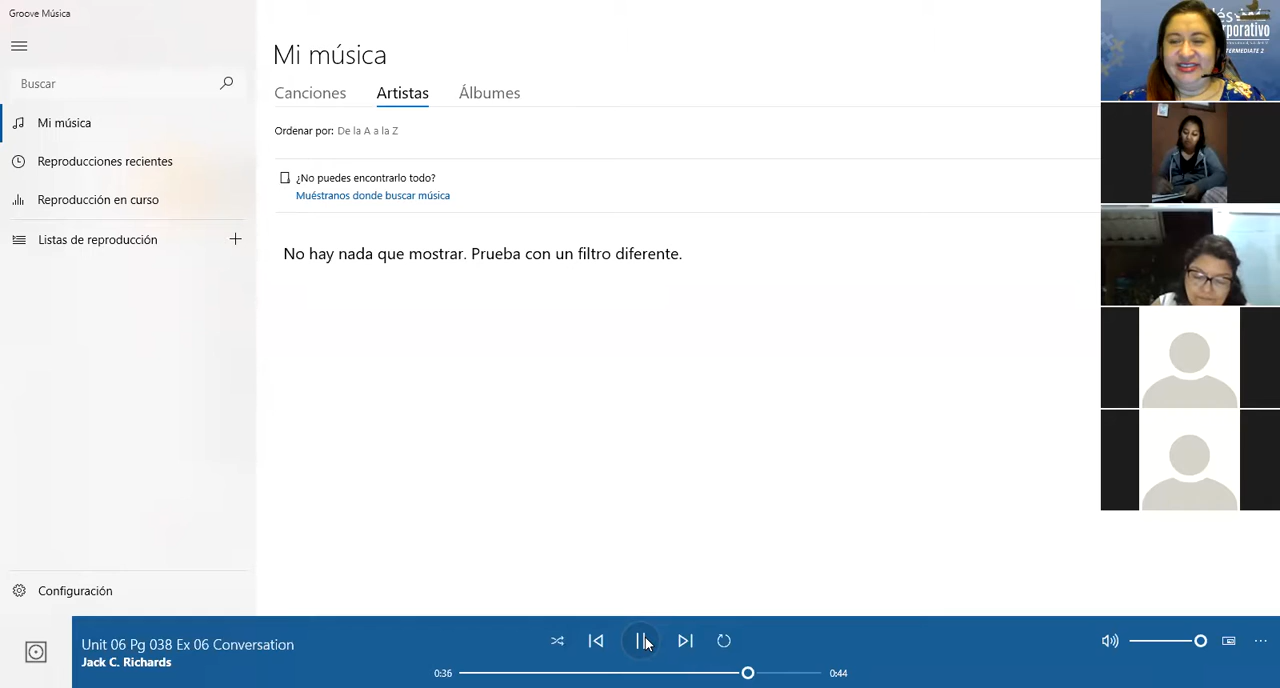 Groove Música
Buscar
Mi música
Reproducciones recientes
Reproducción en curso
Listas de reproducción
Configuración
Mi música
Canciones Artistas Álbumes
Ordenar por: De la A a la Z
¿No puedes encontrarlo todo?
Muéstranos donde buscar música
No hay nada que mostrar. Prueba con un filtro diferente.
INTERMEDIATE 2
Unit 06 Pg 038 Ex 06 Conversation
Jack C. Richards
0:36 0:44